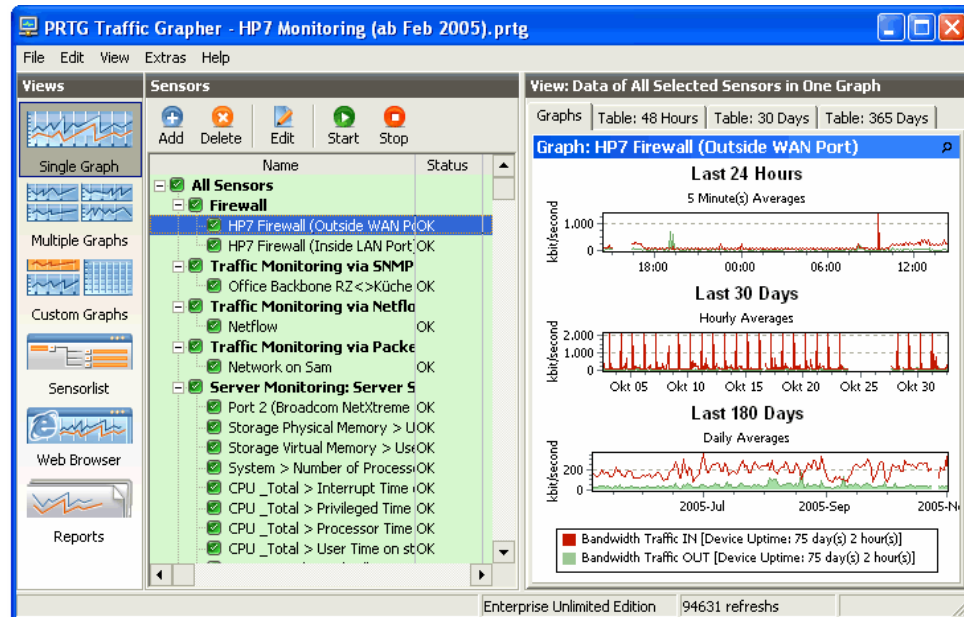 PRTG Traffic Grapher - HP7 Monitoring (ab Feb 2005).prtg
File Edit View Extras Help
Views
Single Graph
Multiple Graphs
Custom Graphs
Sensorlist
Web Browser
Reports
Sensors
Add Delete Edit Start Stop
Name Status
All Sensors
Firewall
HP7 Firewall (Outside WAN Po OK
HP7 Firewall (Inside LAN Port OK
Traffic Monitoring via SNMP
Office Backbone RZ<>Küche OK
Traffic Monitoring via Netflo
Netflow OK
Traffic Monitoring via Packe
Network on Sam OK
Server Monitoring: Server S
Port 2 (Broadcom NetXtreme OK
Storage Physical Memory > U OK
Storage Virtual Memory > Use OK
System > Number of Process OK
CPU _Total > Interrupt Time OK
CPU _Total > Privileged Time OK
CPU _Total > Processor Time OK
CPU _Total > User Time on st OK
View: Data of All Selected Sensors in One Graph
Graphs Table: 48 Hours Table: 30 Days Table: 365 Days
Graph: HP7 Firewall (Outside WAN Port)
Last 24 Hours
5 Minute(s) Averages
kbit/second
1.000
0
18:00 00:00 06:00 12:00
Last 30 Days
Hourly Averages
kbit/second
2.000
1.000
0
Okt 05 Okt 10 Okt 15 Okt 20 Okt 25 Okt 30
Last 180 Days
Daily Averages
kbit/second
200
0
2005-Jul 2005-Sep 2005-N
Bandwidth Traffic IN [Device Uptime: 75 day(s) 2 hour(s)]
Bandwidth Traffic OUT [Device Uptime: 75 day(s) 2 hour(s)]
Enterprise Unlimited Edition 94631 refreshs